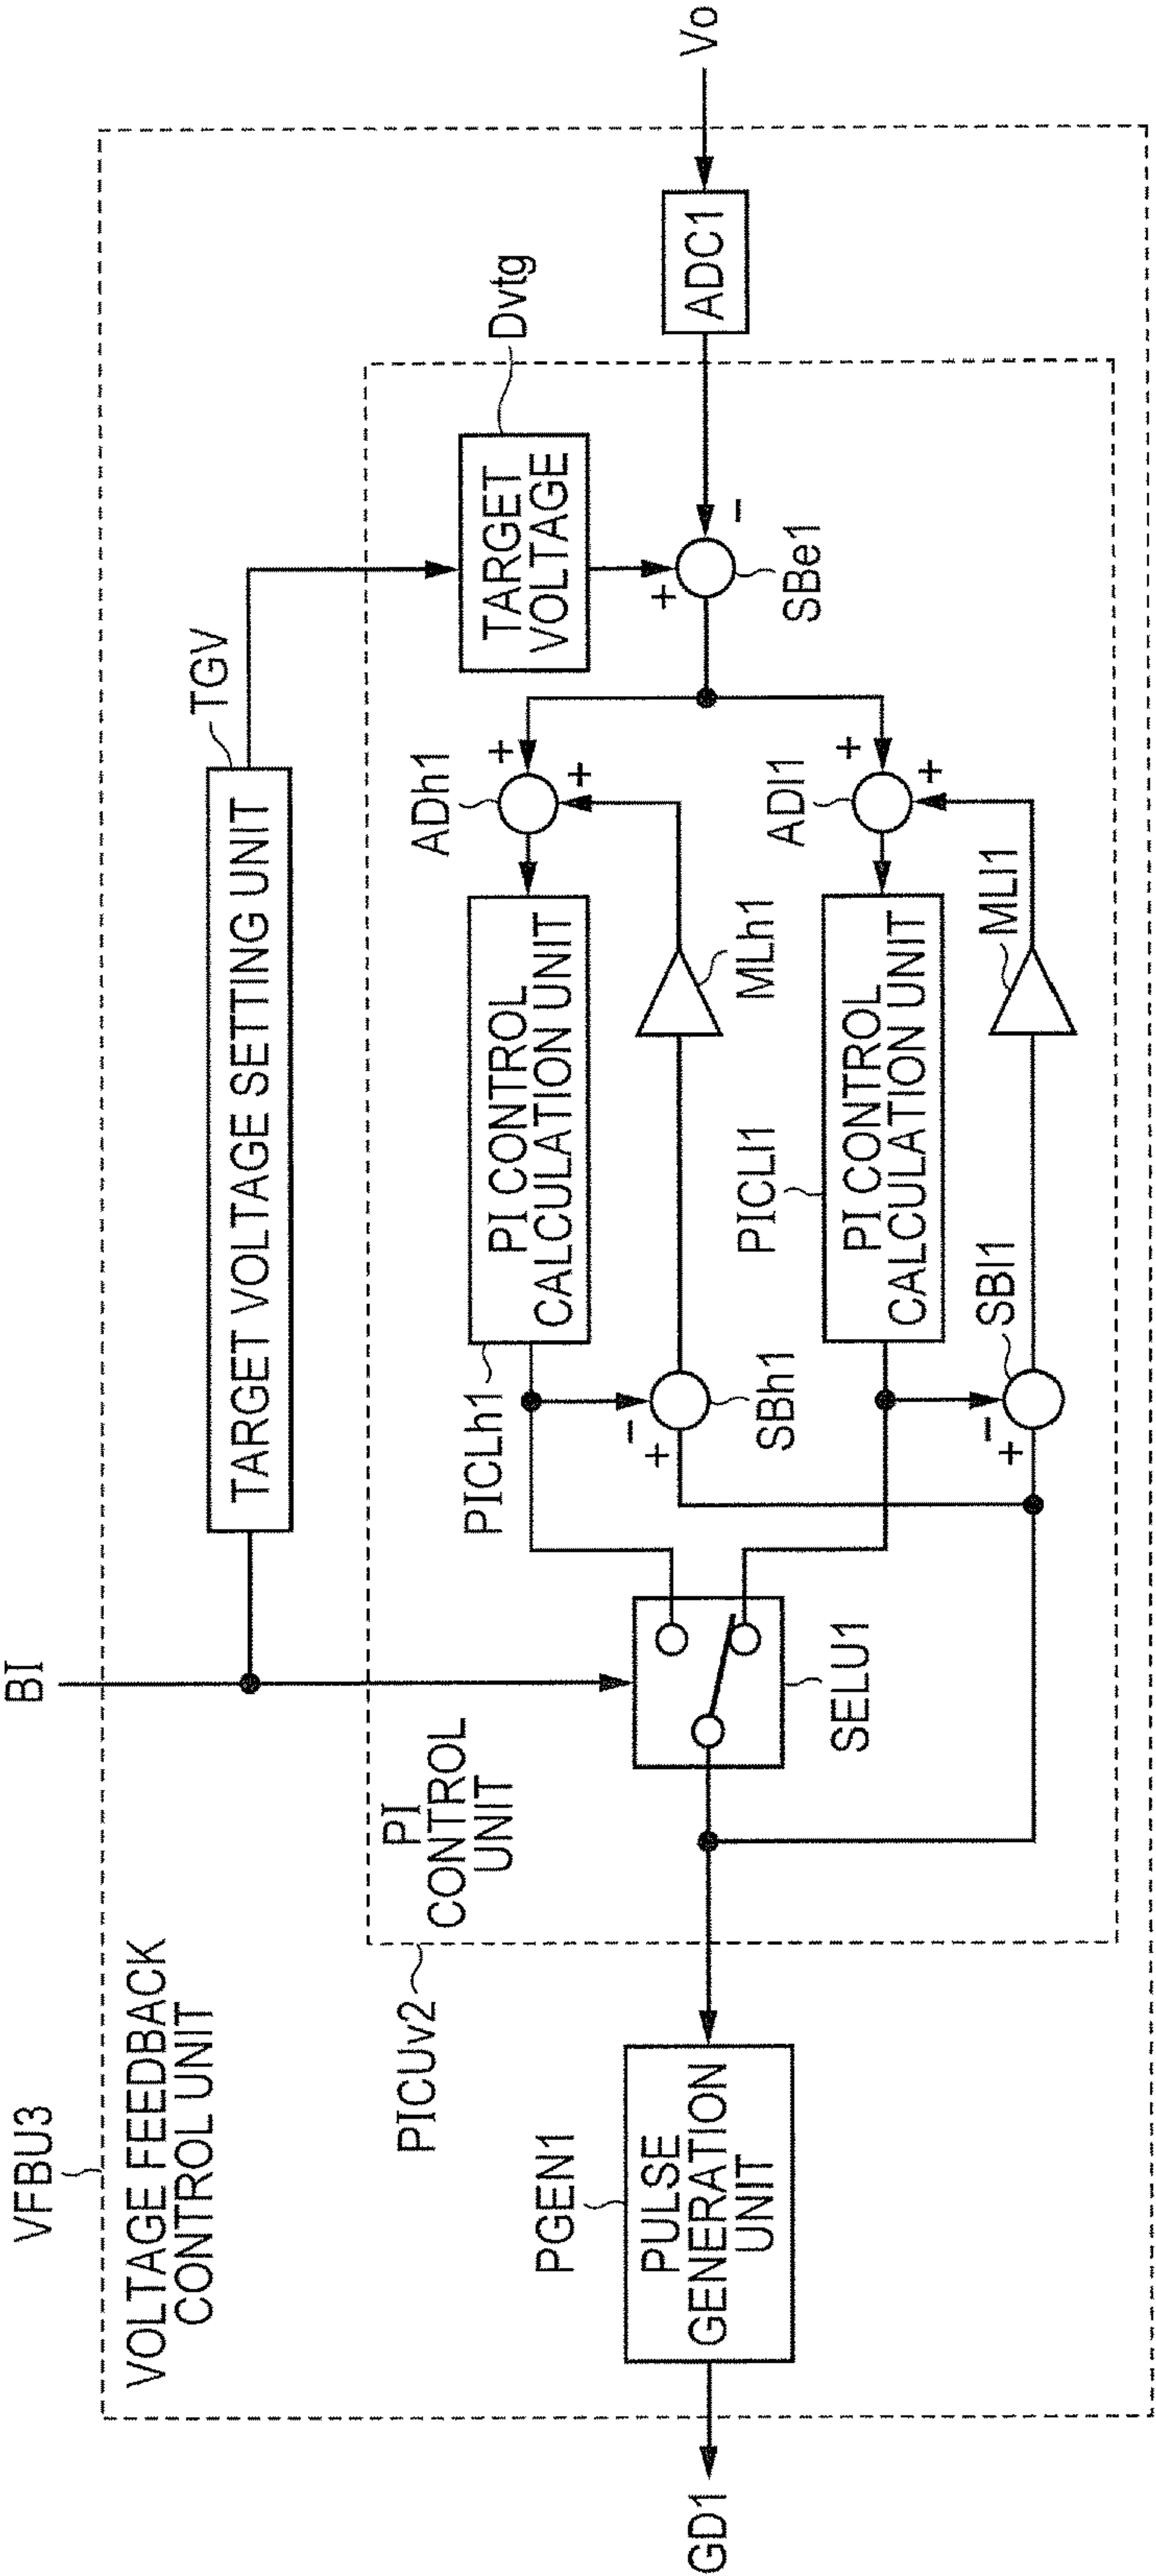 VFBU3
VOLTAGE FEEDBACK
CONTROL UNIT
BI
TARGET VOLTAGE SETTING UNIT
TGV
PICUv2
PI
CONTROL
UNIT
PICLh1
PI CONTROL
CALCULATION UNIT
ADh1
+
+
TARGET
VOLTAGE
Dvtg
PGEN1
PULSE
GENERATION
UNIT
GD1
SELU1
-
+
SBh1
MLh1
+
-
SBe1
ADC1
Vo
PICLl1
PI CONTROL
CALCULATION UNIT
ADl1
+
+
-
+
SBl1
MLl1